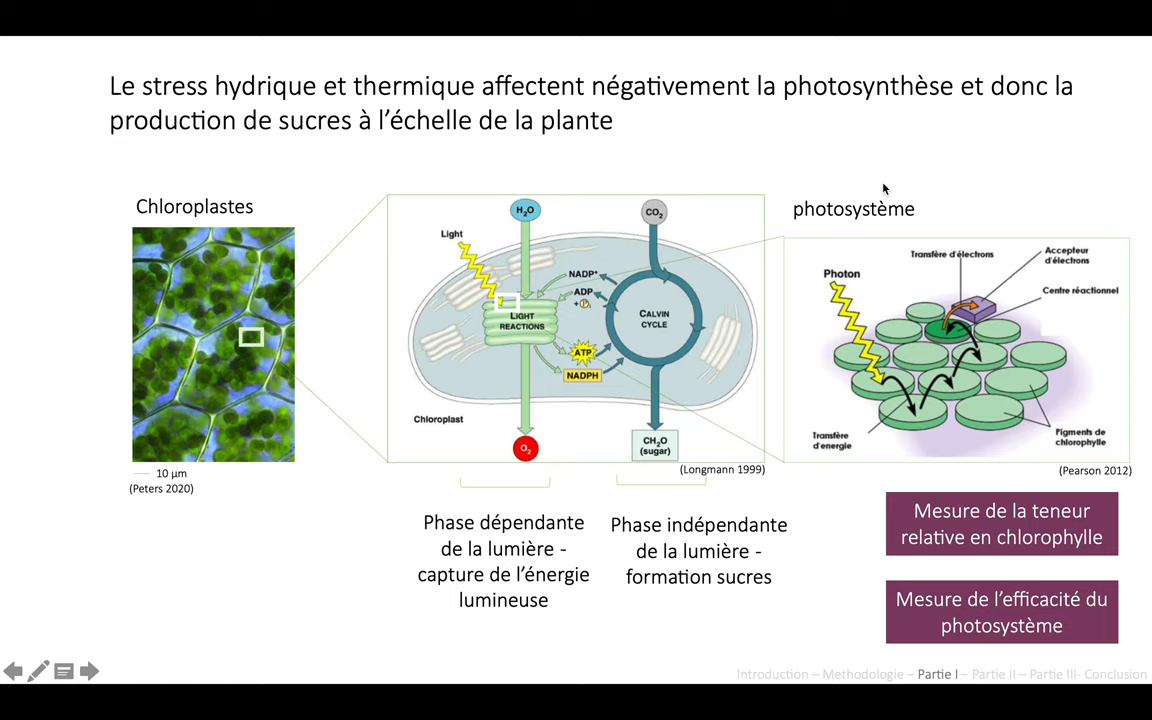 Le stress hydrique et thermique affectent négativement la photosynthèse et donc la
production de sucres à l'échelle de la plante
Chloroplastes
10 µm
(Peters 2020)
H₂O
CO₂
Light
NADP⁺
ADP
+ P
LIGHT
REACTIONS
CALVIN
CYCLE
ATP
NADPH
Chloroplast
O₂
CH₂O
(sugar)
(Longmann 1999)
photosystème
Transfère d'électrons
Accepteur
d'électrons
Photon
Centre réactionnel
Transfère
d'energie
Pigments de
chlorophylle
(Pearson 2012)
Phase dépendante
de la lumière -
capture de l'énergie
lumineuse
Phase indépendante
de la lumière -
formation sucres
Mesure de la teneur
relative en chlorophylle
Mesure de l'efficacité du
photosystème
Introduction – Methodologie – Partie I – Partie II – Partie III- Conclusion